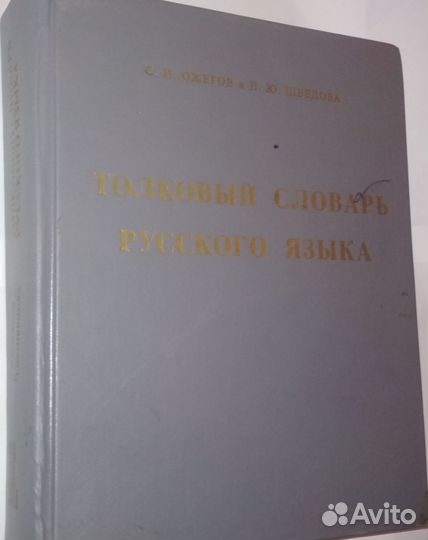 С. И. ОЖЕГОВ и Н. Ю. ШВЕДОВА
ТОЛКОВЫЙ СЛОВАРЬ
РУССКОГО ЯЗЫКА
Avito